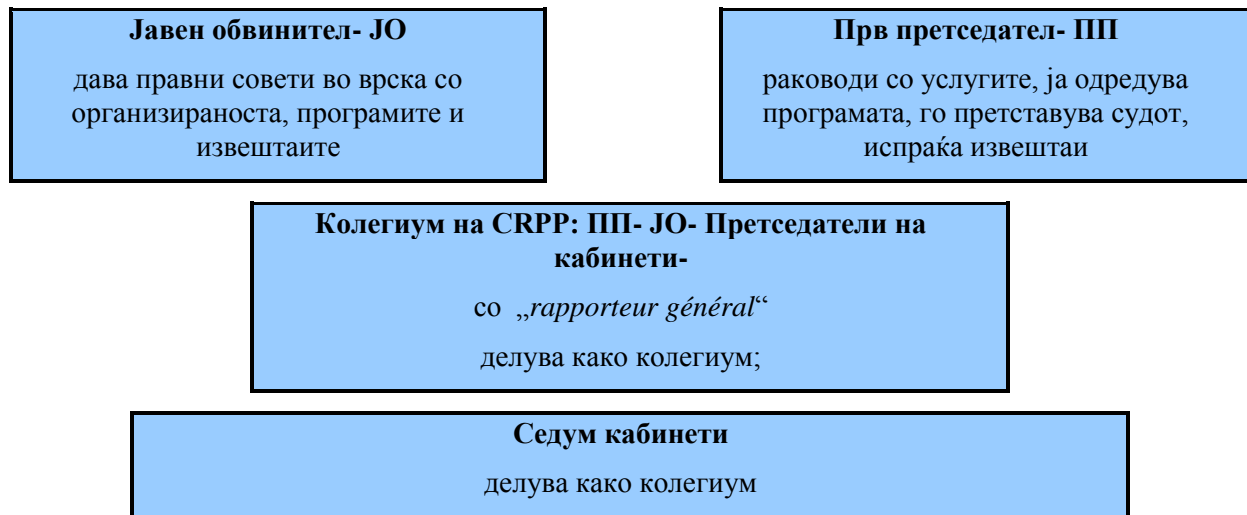 Јавен обвинител- ЈО
дава правни совети во врска со
организираноста, програмите и
извештаите
Прв претседател- ПП
раководи со услугите, ја одредува
програмата, го претставува судот,
испраќа извештаи
Колегиум на CRPP: ПП- ЈО- Претседатели на
кабинети-
со „rapporteur général“
делува како колегиум;
Седум кабинети
делува како колегиум